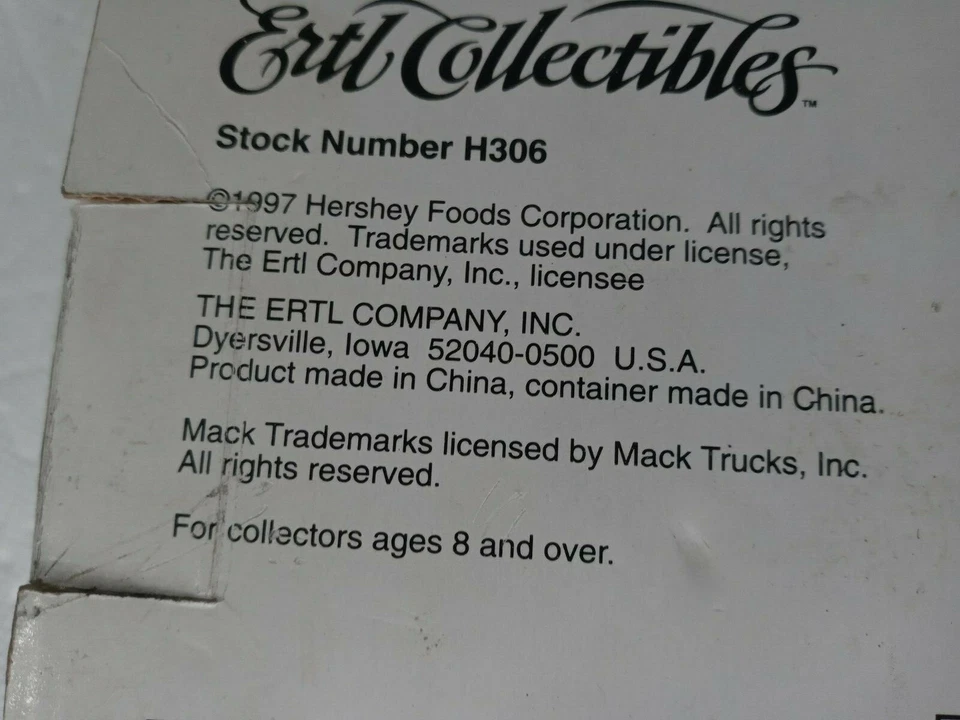 Ertl Collectibles™
Stock Number H306
©1997 Hershey Foods Corporation. All rights
reserved. Trademarks used under license,
The Ertl Company, Inc., licensee
THE ERTL COMPANY, INC.
Dyersville, Iowa 52040-0500 U.S.A.
Product made in China, container made in China.
Mack Trademarks licensed by Mack Trucks, Inc.
All rights reserved.
For collectors ages 8 and over.